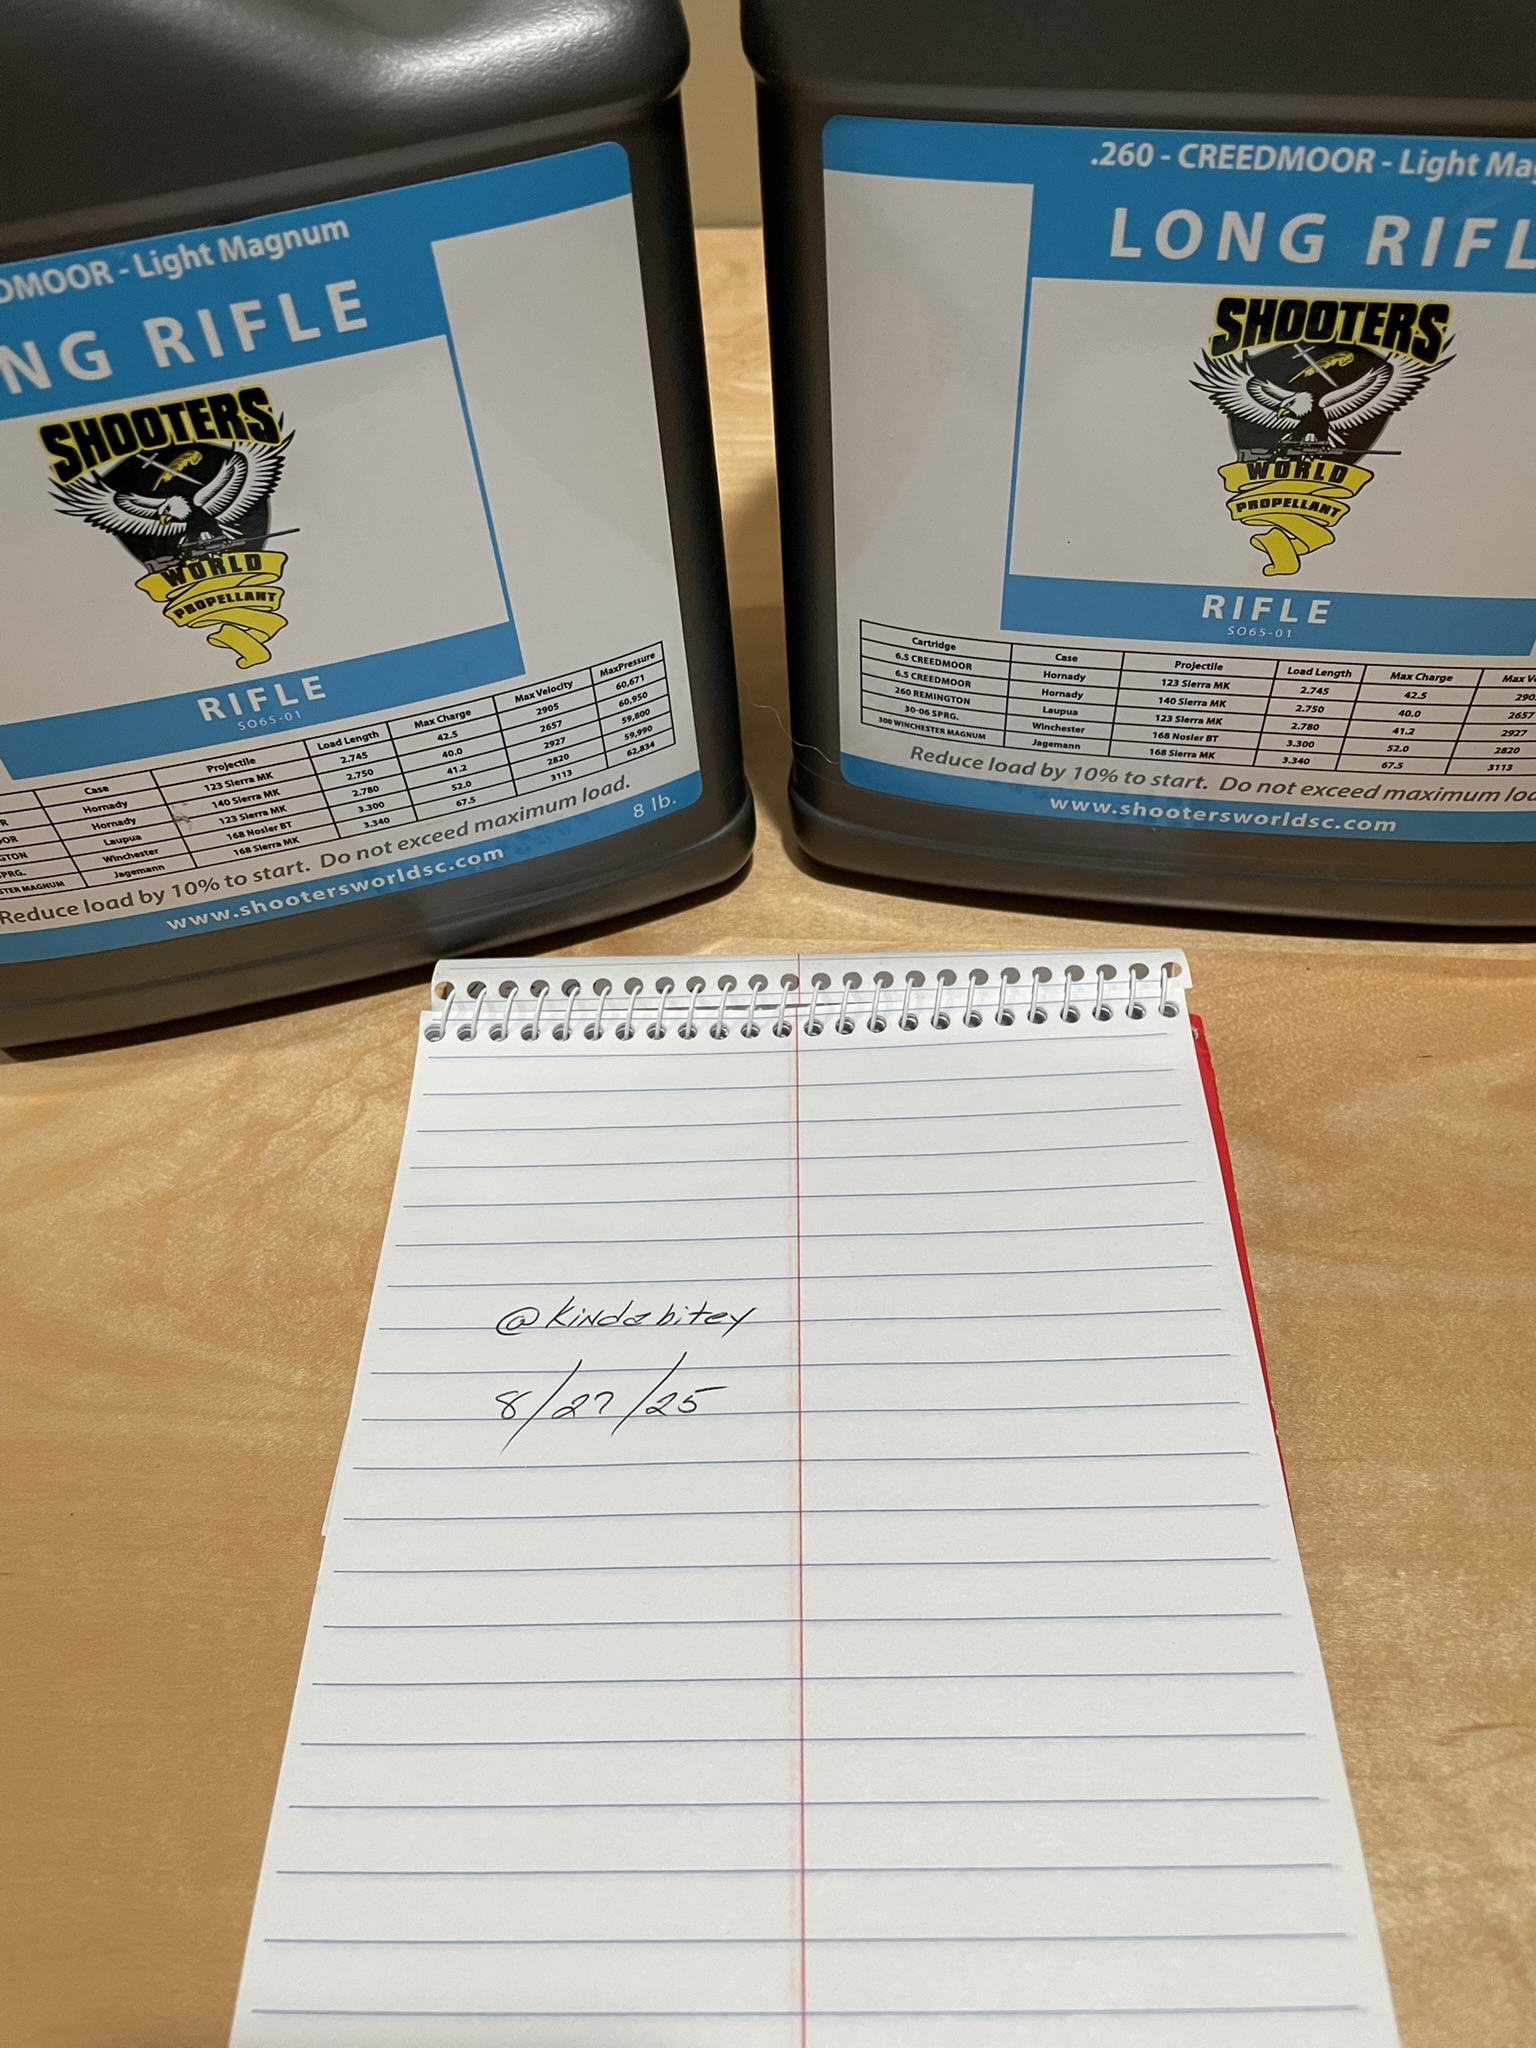 DMOOR - Light Magnum
NG RIFLE
SHOOTERS
WORLD
PROPELLANT
RIFLE
SO65-01
Case Projectile Load Length Max Charge Max Velocity MaxPressure
R Hornady 123 Sierra MK 2.745 42.5 2905 60,671
OOR Hornady 140 Sierra MK 2.750 40.0 2657 60,950
GTON Laupua 123 Sierra MK 2.780 41.2 2927 59,800
SPRG. Winchester 168 Nosler BT 3.300 52.0 2820 59,990
STER MAGNUM Jagemann 168 Sierra MK 3.340 67.5 3113 62,834
Reduce load by 10% to start. Do not exceed maximum load.
www.shootersworldsc.com 8 lb.
.260 - CREEDMOOR - Light Mag
LONG RIFL
SHOOTERS
WORLD
PROPELLANT
RIFLE
SO65-01
Cartridge Case Projectile Load Length Max Charge Max Ve
6.5 CREEDMOOR Hornady 123 Sierra MK 2.745 42.5 290
6.5 CREEDMOOR Hornady 140 Sierra MK 2.750 40.0 2657
260 REMINGTON Laupua 123 Sierra MK 2.780 41.2 2927
30-06 SPRG. Winchester 168 Nosler BT 3.300 52.0 2820
300 WINCHESTER MAGNUM Jagemann 168 Sierra MK 3.340 67.5 3113
Reduce load by 10% to start. Do not exceed maximum loa
www.shootersworldsc.com
@kindabitey
8/27/25